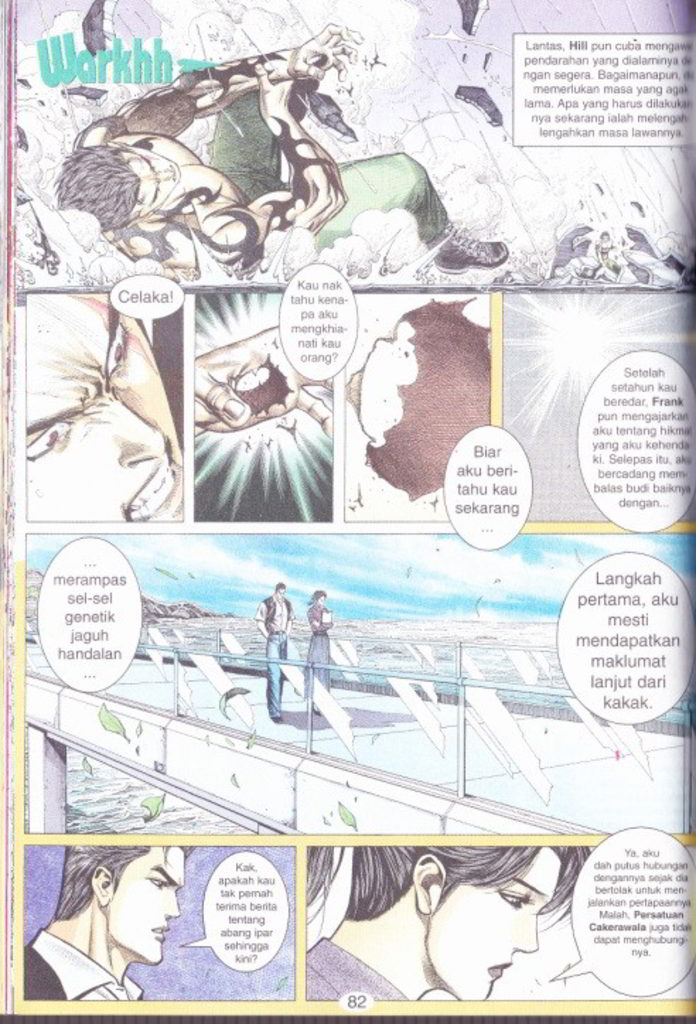 Warkhh
Lantas, Hill pun cuba
pendarahan yang dialaminya
ngan segera. Bagaimanapun,
memerlukan masa yang agak
lama. Apa yang harus dilakukan
nya sekarang ialah melengah
lengahkan masa lawannya.
Celaka!
Kau nak
tahu kena-
pa aku
mengkhia-
nati kau
orang?
Biar
aku beri-
tahu kau
sekarang
...
Setelah
setahun kau
beredar, Frank
pun mengajarkan
aku tentang
yang aku kehen
ki. Selepas itu, aku
bercadang mem-
balas budi baiknya
dengan...
...
merampas
sel-sel
genetik
jaguh
handalan
...
Langkah
pertama, aku
mesti
mendapatkan
maklumat
lanjut dari
kakak.
Kak,
apakah kau
tak pernah
terima berita
tentang
abang ipar
sehingga
kini?
Ya, aku
dah putus hubungan
dengannya sejak dia
bertolak untuk men-
jalankan pertapaannya
Malah, Persatuan
Cakerawala juga tidak
dapat menghubungi-
nya.
82